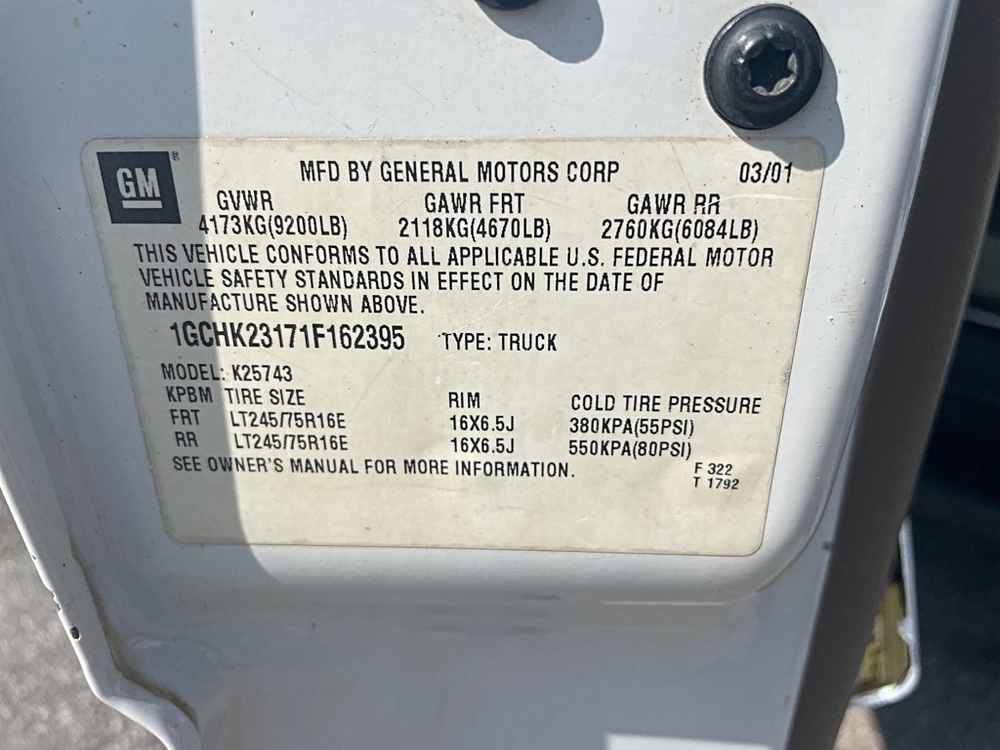 GM ®
MFD BY GENERAL MOTORS CORP 03/01
GVWR GAWR FRT GAWR RR
4173KG(9200LB) 2118KG(4670LB) 2760KG(6084LB)
THIS VEHICLE CONFORMS TO ALL APPLICABLE U.S. FEDERAL MOTOR
VEHICLE SAFETY STANDARDS IN EFFECT ON THE DATE OF
MANUFACTURE SHOWN ABOVE.
1GCHK23171F162395 TYPE: TRUCK
MODEL: K25743
KPBM TIRE SIZE RIM COLD TIRE PRESSURE
FRT LT245/75R16E 16X6.5J 380KPA(55PSI)
RR LT245/75R16E 16X6.5J 550KPA(80PSI)
SEE OWNER'S MANUAL FOR MORE INFORMATION. F 322
T 1792